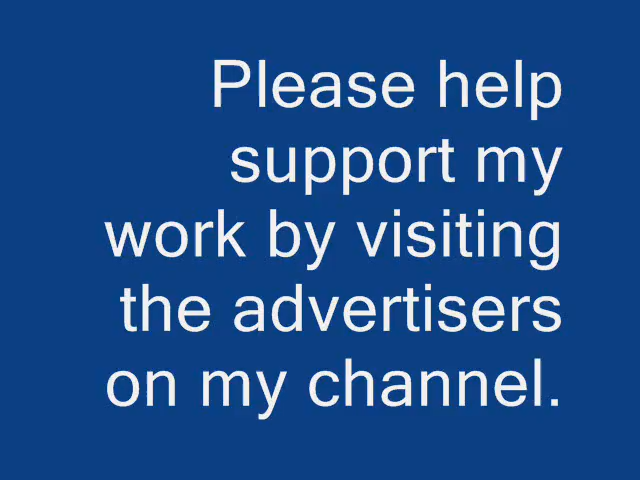 Please help
support my
work by visiting
the advertisers
on my channel.